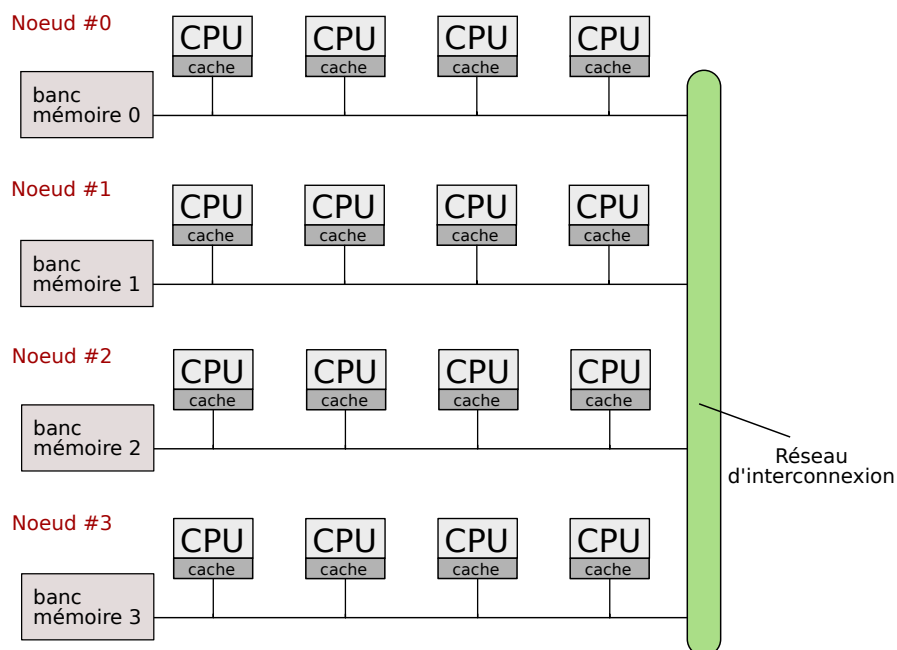 Noeud #0
CPU CPU CPU CPU
cache cache cache cache
banc
mémoire 0
Noeud #1
CPU CPU CPU CPU
cache cache cache cache
banc
mémoire 1
Noeud #2
CPU CPU CPU CPU
cache cache cache cache
banc
mémoire 2
Réseau
d'interconnexion
Noeud #3
CPU CPU CPU CPU
cache cache cache cache
banc
mémoire 3